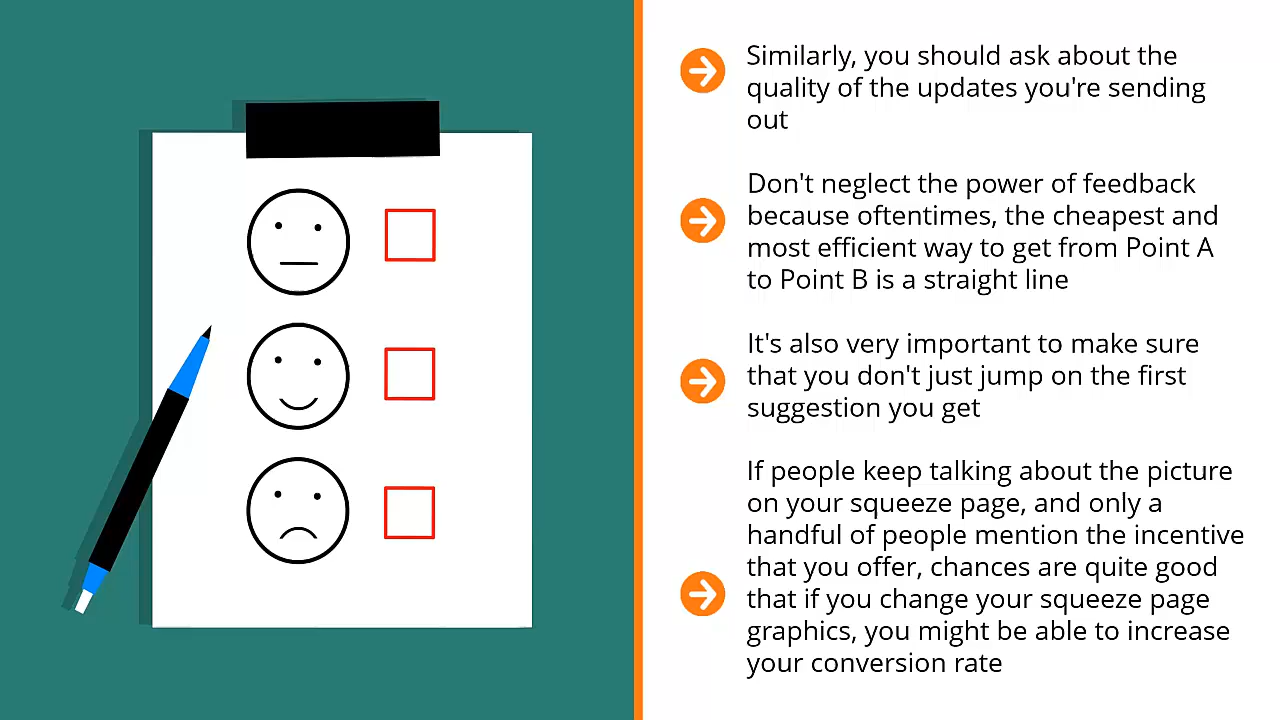 Similarly, you should ask about the
quality of the updates you're sending
out
Don't neglect the power of feedback
because oftentimes, the cheapest and
most efficient way to get from Point A
to Point B is a straight line
It's also very important to make sure
that you don't just jump on the first
suggestion you get
If people keep talking about the picture
on your squeeze page, and only a
handful of people mention the incentive
that you offer, chances are quite good
that if you change your squeeze page
graphics, you might be able to increase
your conversion rate